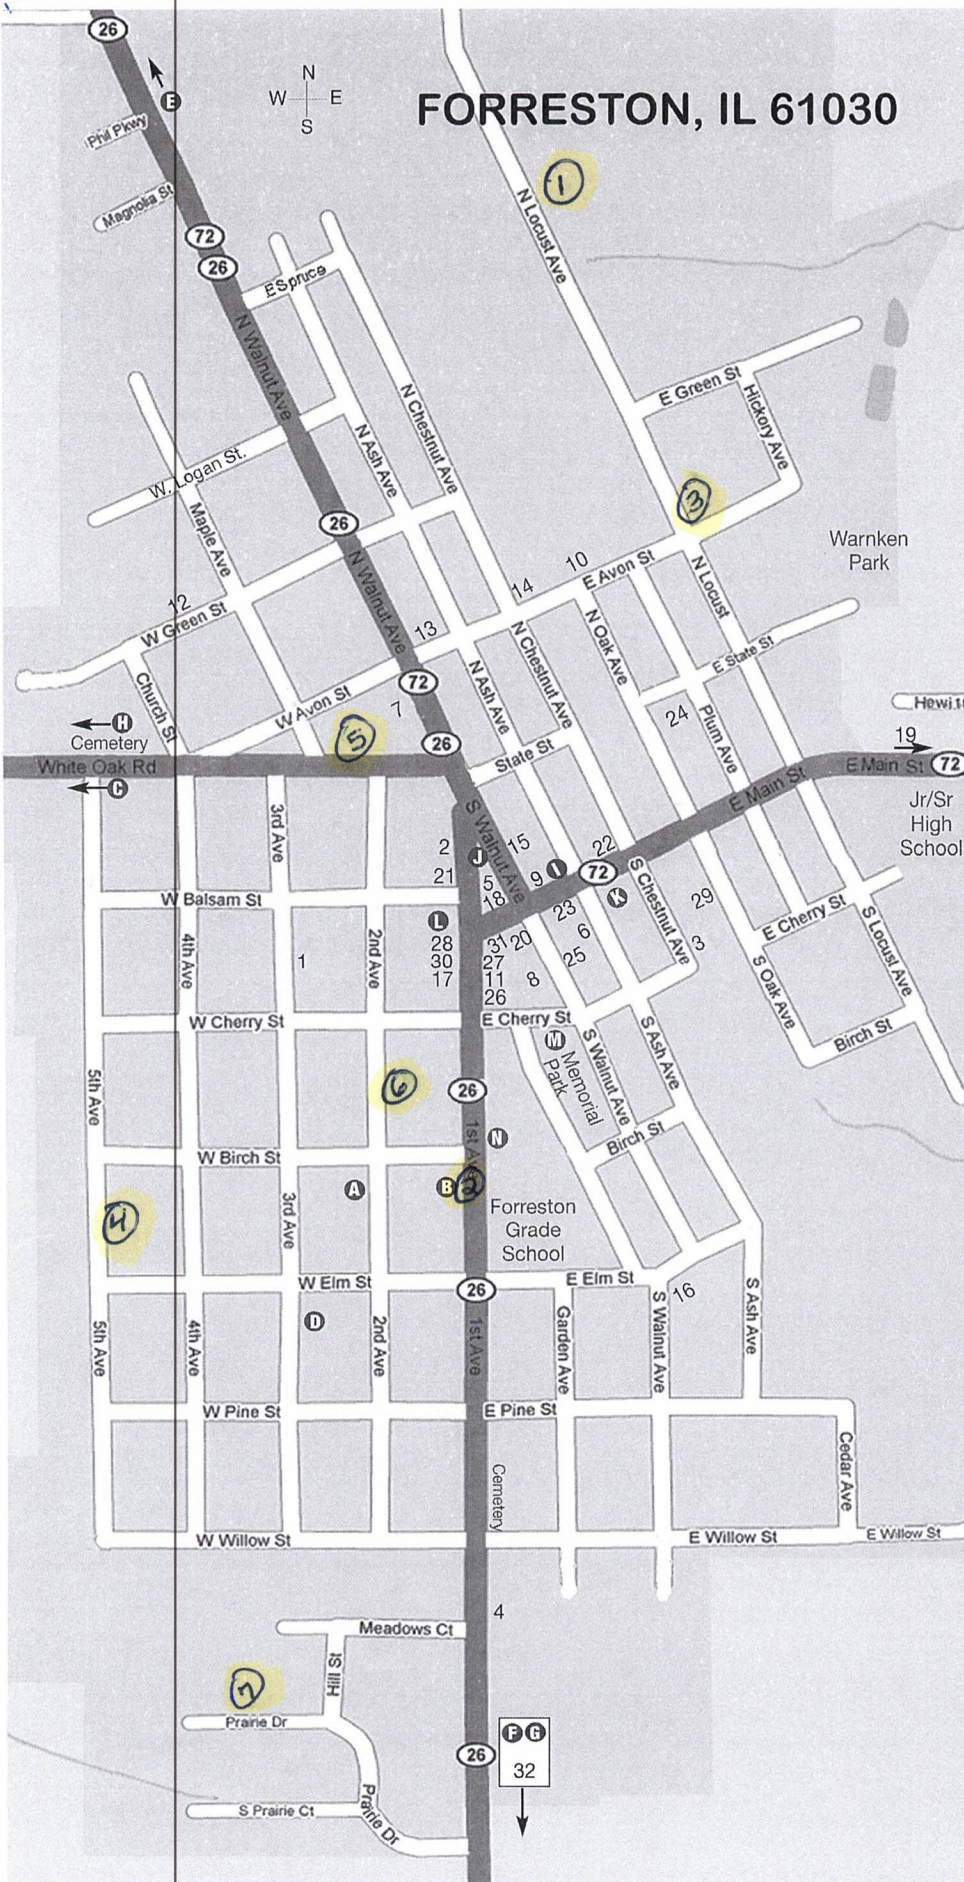 26
N
W E
S
FORRESTON, IL 61030
E
Phil Pkwy
1
Magnolia St
N Locust Ave
72
26
E Spruce
N Walnut Ave
E Green St
Hickory Ave
N Chestnut Ave
N Ash Ave
W. Logan St.
3
Maple Ave
26
Warnken
Park
N Walnut Ave
10
E Avon St
N Locust
14
12
W Green St
13
N Oak Ave
N Chestnut Ave
E State St
Church St
N Ash Ave
72
W Avon St
7
24
Plum Ave
H
Cemetery
5
26
19
State St
White Oak Rd
E Main St
72
C
E Main St
Jr/Sr
High
School
3rd Ave
S Walnut Ave
2
J
15
22
21
5
9
I
72
18
K
S Chestnut Ave
W Balsam St
29
E Cherry St
L
23
S Locust Ave
4th Ave
2nd Ave
28
31
20
6
3
1
30
27
25
17
11
8
26
S Oak Ave
W Cherry St
E Cherry St
Birch St
M
Memorial
Park
S Walnut Ave
S Ash Ave
5th Ave
6
26
1st Ave
N
Birch St
W Birch St
A
B
2
4
3rd Ave
Forreston
Grade
School
W Elm St
E Elm St
26
16
D
5th Ave
4th Ave
2nd Ave
1st Ave
Garden Ave
S Walnut Ave
S Ash Ave
W Pine St
E Pine St
Cedar Ave
Cemetery
W Willow St
E Willow St
E Willow St
4
Meadows Ct
Hill St
7
Prairie Dr
26
F G
32
S Prairie Ct
Prairie Dr